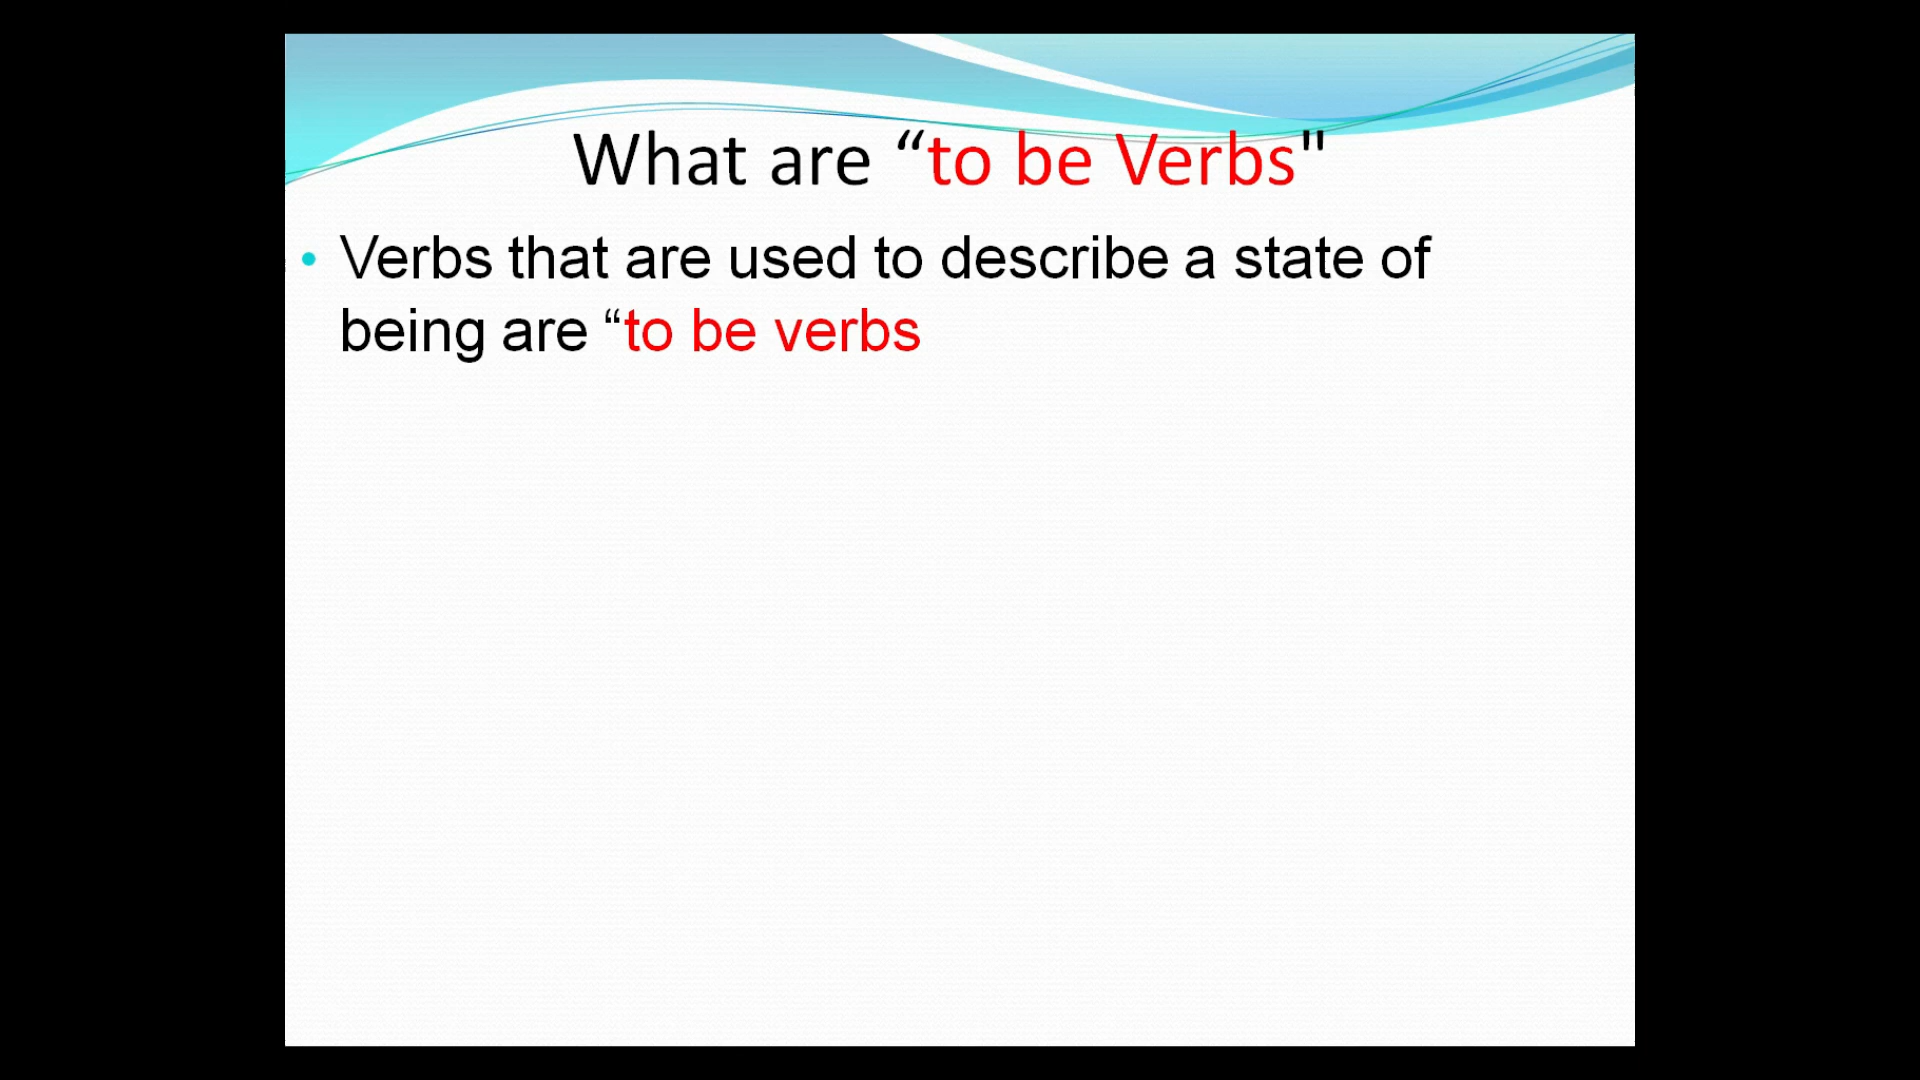 What are “to be Verbs"
• Verbs that are used to describe a state of
being are “to be verbs